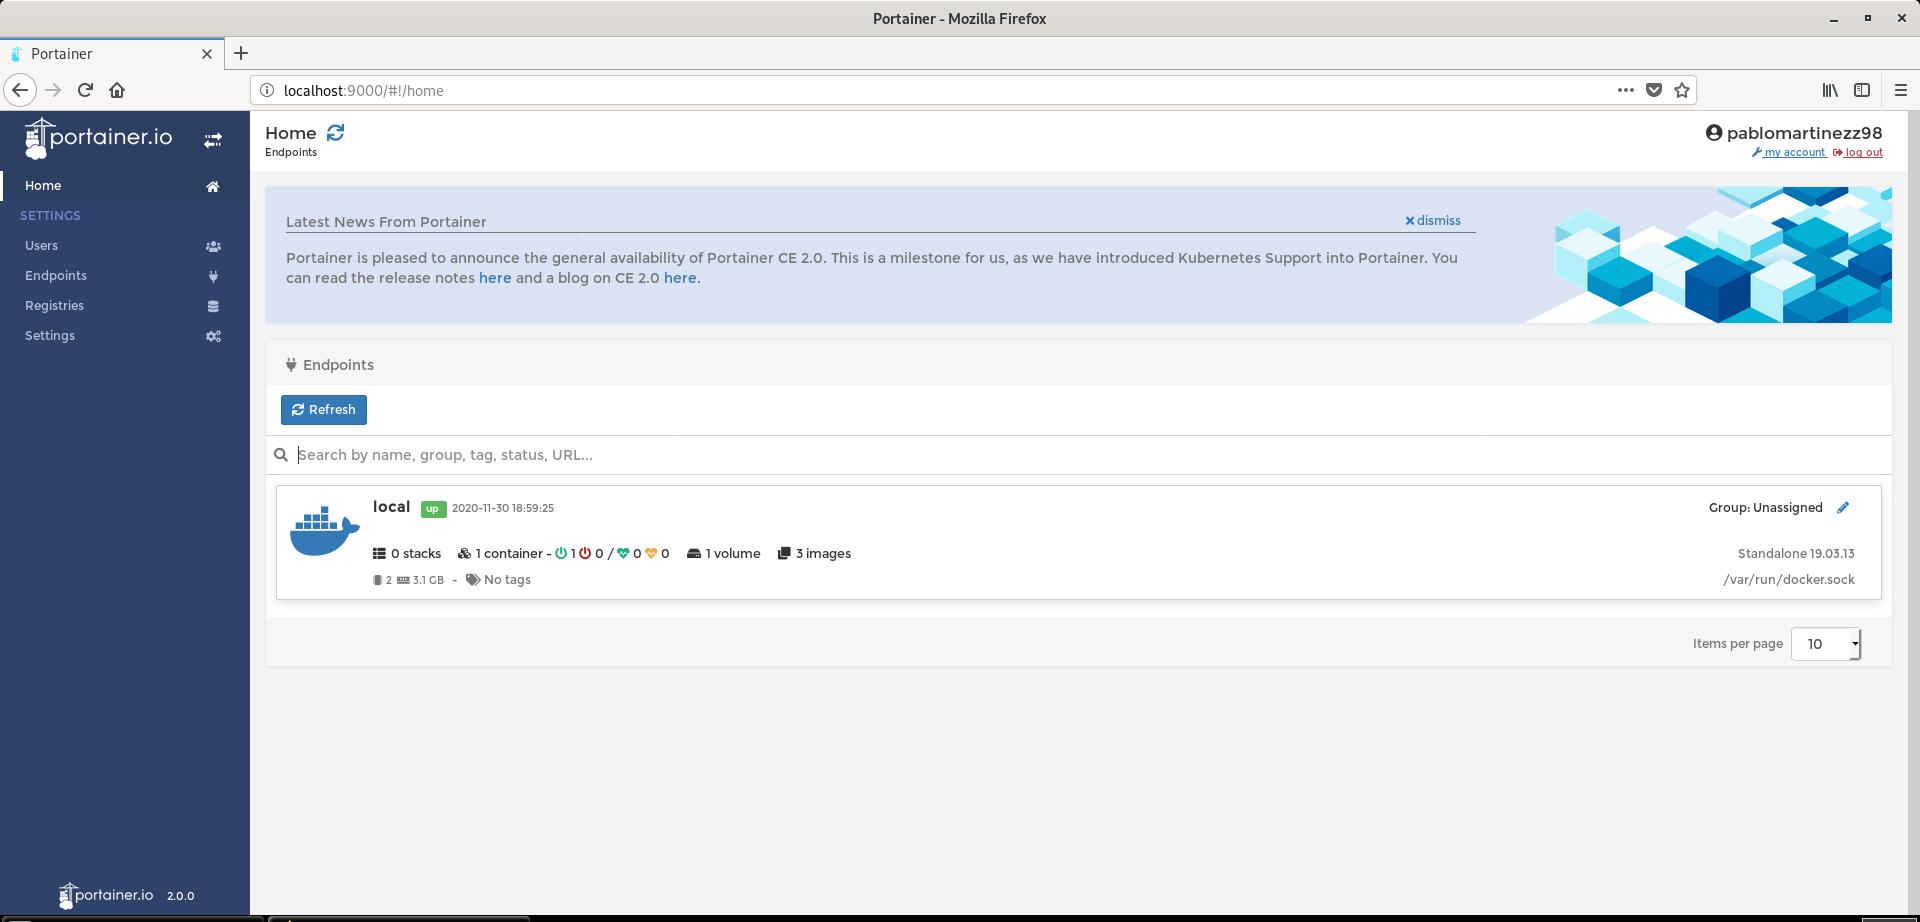 Portainer - Mozilla Firefox
Portainer
localhost:9000/#!/home
portainer.io
Home
SETTINGS
Users
Endpoints
Registries
Settings
portainer.io 2.0.0
Home
Endpoints
pablomartinezz98
my account log out
Latest News From Portainer
dismiss
Portainer is pleased to announce the general availability of Portainer CE 2.0. This is a milestone for us, as we have introduced Kubernetes Support into Portainer. You
can read the release notes here and a blog on CE 2.0 here.
Endpoints
Refresh
Search by name, group, tag, status, URL...
local up 2020-11-30 18:59:25
Group: Unassigned
0 stacks 1 container - 1 0 / 0 0 1 volume 3 images
Standalone 19.03.13
2 3.1 GB - No tags
/var/run/docker.sock
Items per page 10